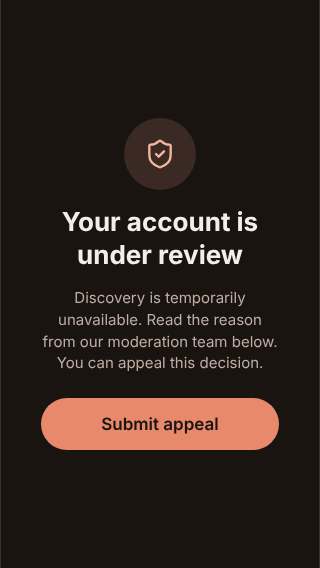 Your account is
under review
Discovery is temporarily
unavailable. Read the reason
from our moderation team below.
You can appeal this decision.
Submit appeal